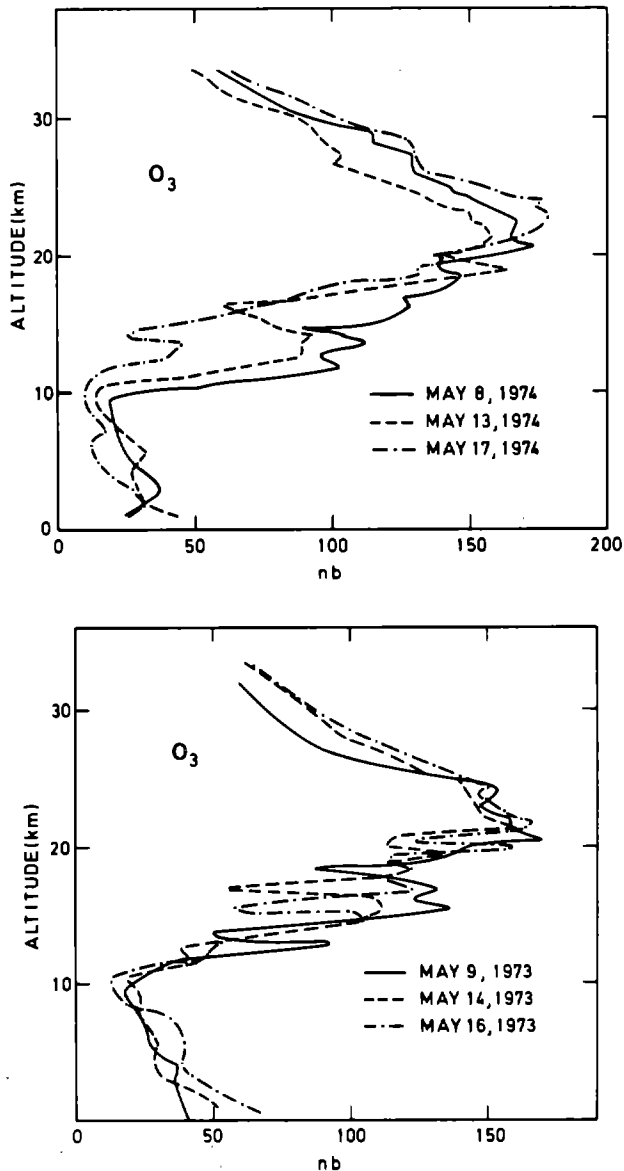 30
20
10
0
ALTITUDE(km)
O3
MAY 8, 1974
MAY 13, 1974
MAY 17, 1974
0
50
100
150
200
nb
30
20
10
ALTITUDE(km)
O3
MAY 9, 1973
MAY 14, 1973
MAY 16, 1973
0
50
100
150
nb